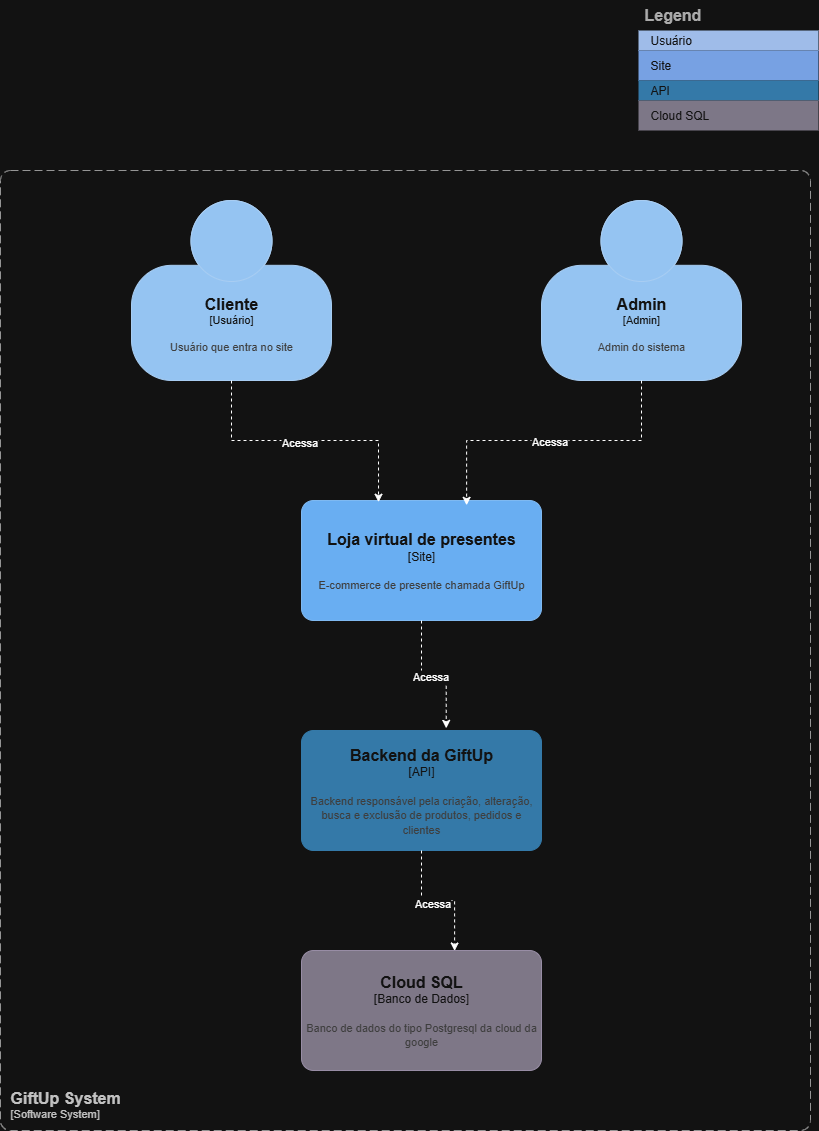 Legend
Usuário
Site
API
Cloud SQL
Cliente
[Usuário]
Usuário que entra no site
Admin
[Admin]
Admin do sistema
Acessa
Acessa
Loja virtual de presentes
[Site]
E-commerce de presente chamada GiftUp
Acessa
Backend da GiftUp
[API]
Backend responsável pela criação, alteração,
busca e exclusão de produtos, pedidos e
clientes
Acessa
Cloud SQL
[Banco de Dados]
Banco de dados do tipo Postgresql da cloud da
google
GiftUp System
[Software System]